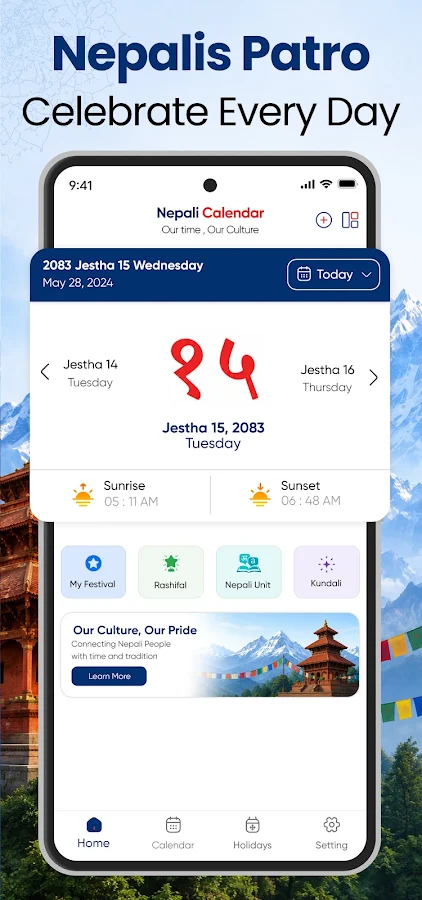 Nepalis Patro
Celebrate Every Day
9:41
Nepali Calendar
Our time , Our Culture
2083 Jestha 15 Wednesday
May 28, 2024
Today
Jestha 14
Tuesday
१५
Jestha 16
Thursday
Jestha 15, 2083
Tuesday
Sunrise
05 : 11 AM
Sunset
06 : 48 AM
My Festival
Rashifal
Nepali Unit
Kundali
Our Culture, Our Pride
Connecting Nepali People
with time and tradition
Learn More
Home
Calendar
Holidays
Setting